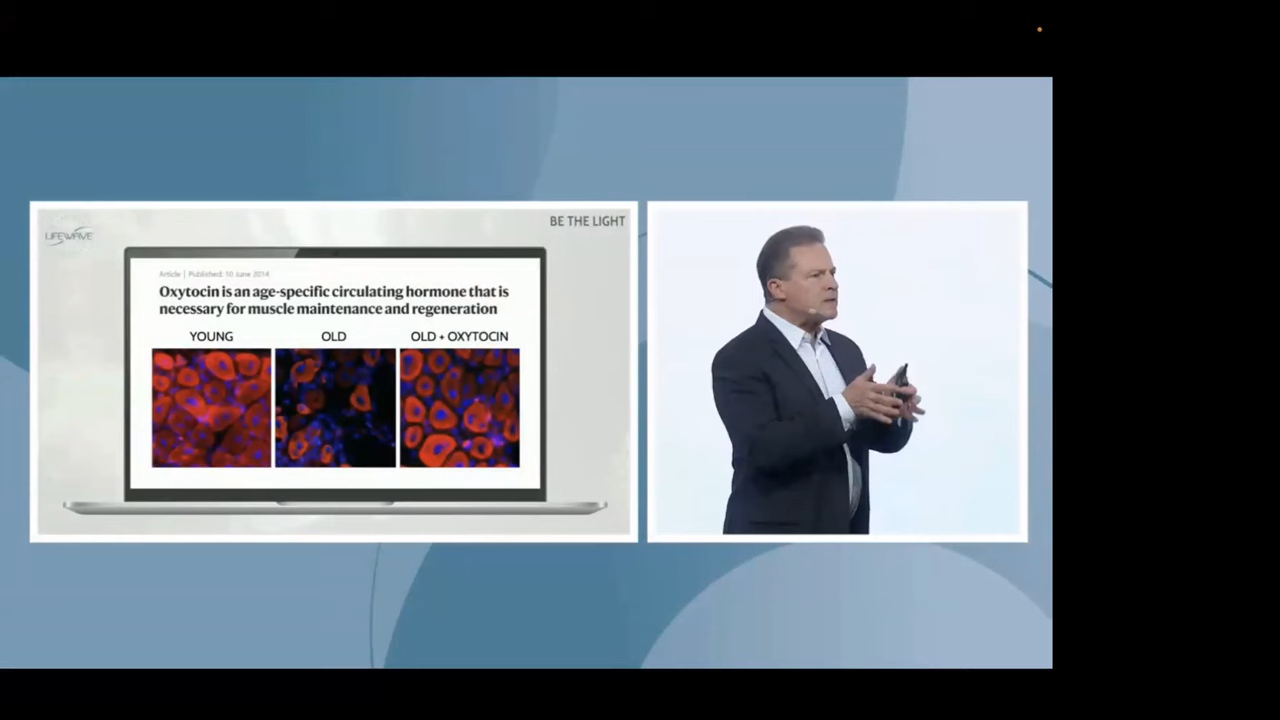 LIFEWAVE
BE THE LIGHT
Article | Published: 10 June 2014
Oxytocin is an age-specific circulating hormone that is
necessary for muscle maintenance and regeneration
YOUNG
OLD
OLD + OXYTOCIN